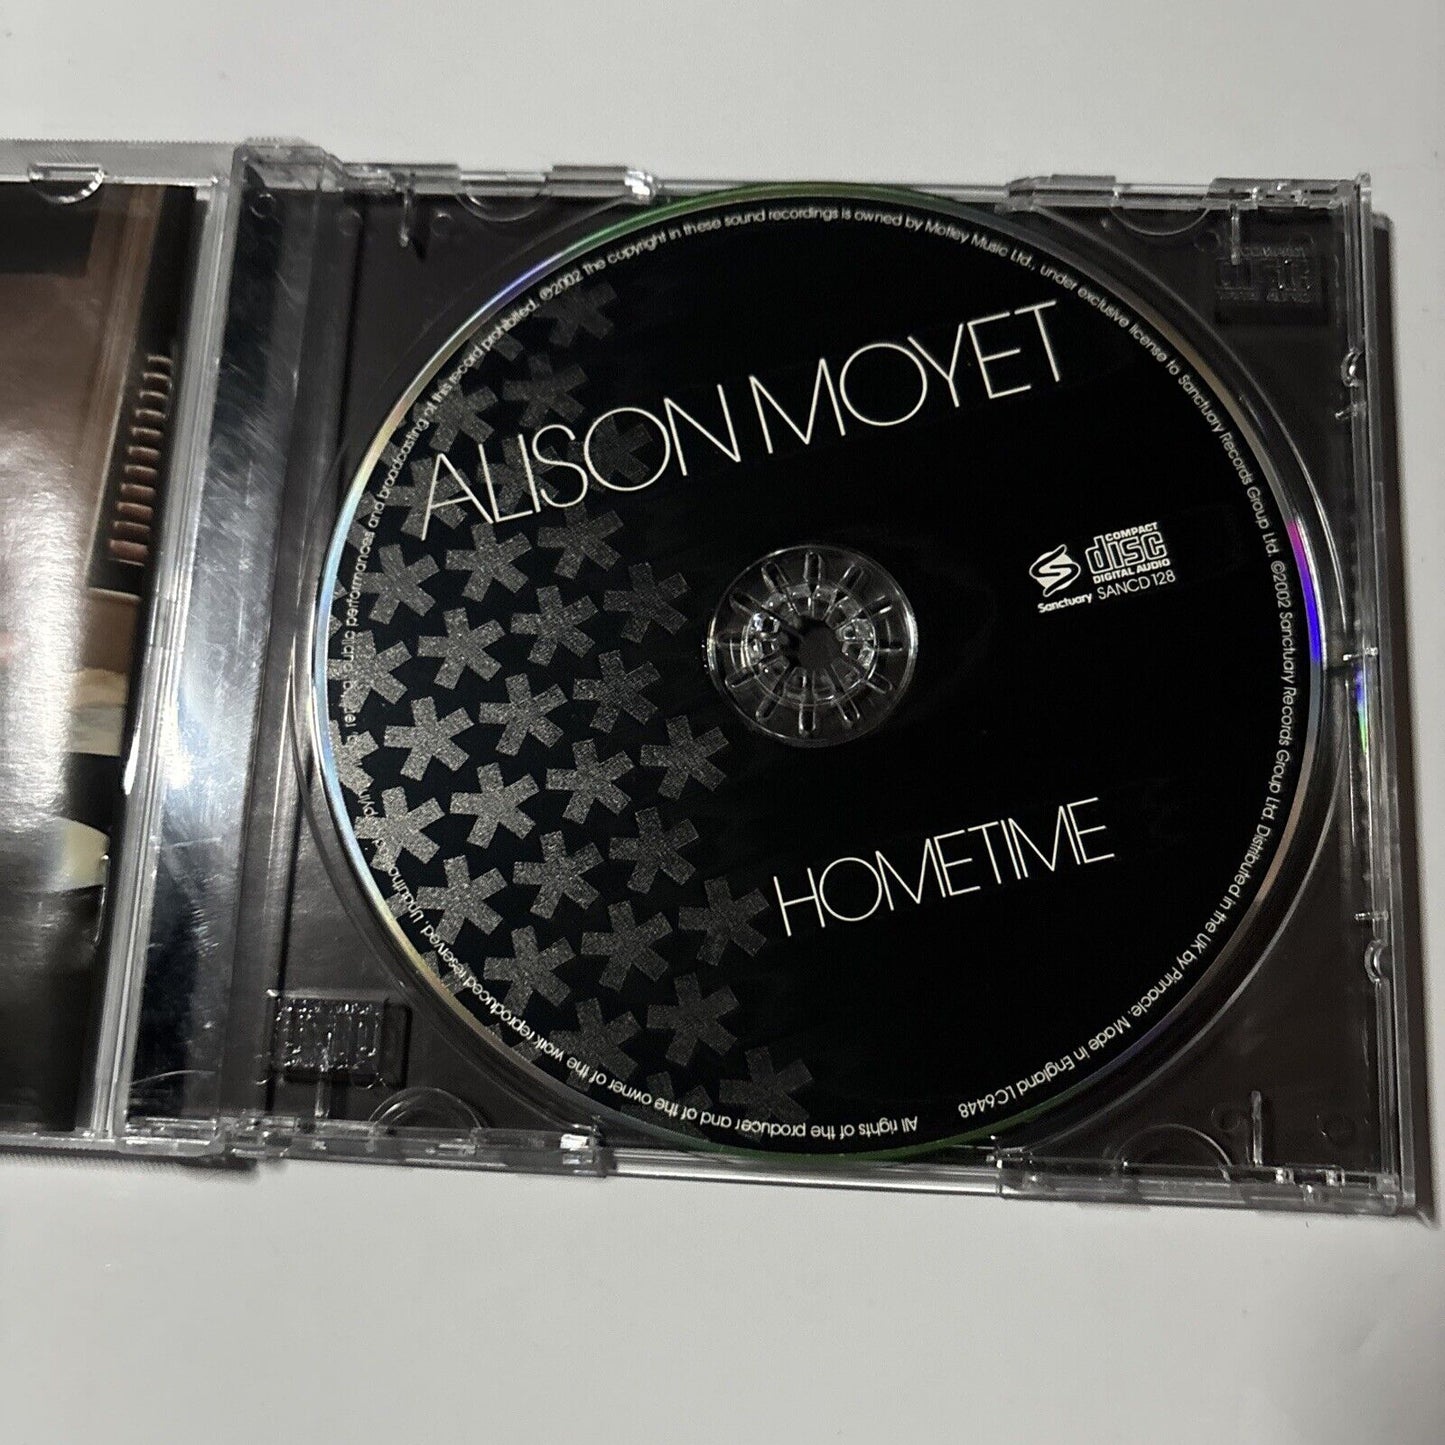 ALISON MOYET
COMPACT
disc
DIGITAL AUDIO
Sanctuary SANCD 128
HOMETIME
℗2002 The copyright in these sound recordings is owned by Motley Music Ltd., under exclusive license to Sanctuary Records Group Ltd. ©2002 Sanctuary Records Group Ltd. Distributed in the UK by Pinnacle. Made in England LC6448
All rights of the producer and of the owner of the work reproduced reserved. public performances and broadcasting of this record prohibited.